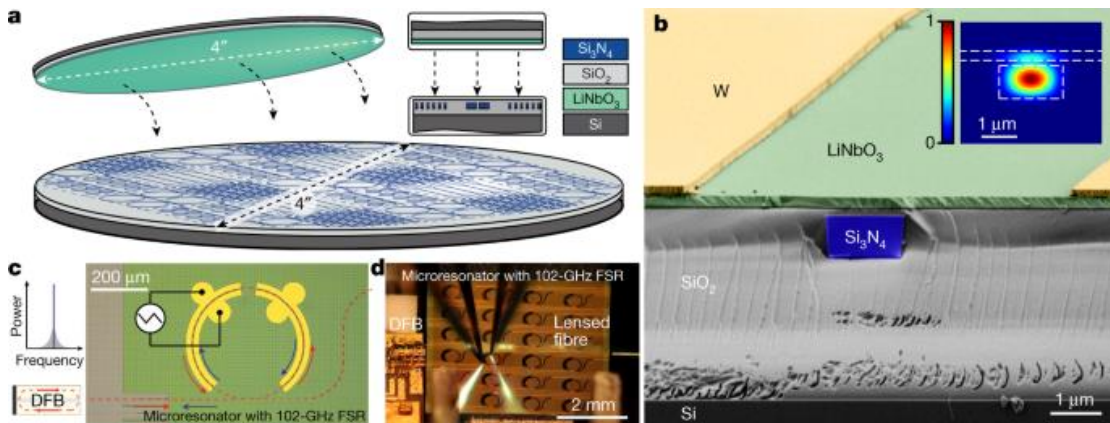 a
4″
4″
Si₃N₄
SiO₂
LiNbO₃
Si
b
1
0
1 μm
W
LiNbO₃
Si₃N₄
SiO₂
Si
1 μm
c
200 μm
Power
Frequency
DFB
Microresonator with 102-GHz FSR
d
Microresonator with 102-GHz FSR
DFB
Lensed
fibre
2 mm